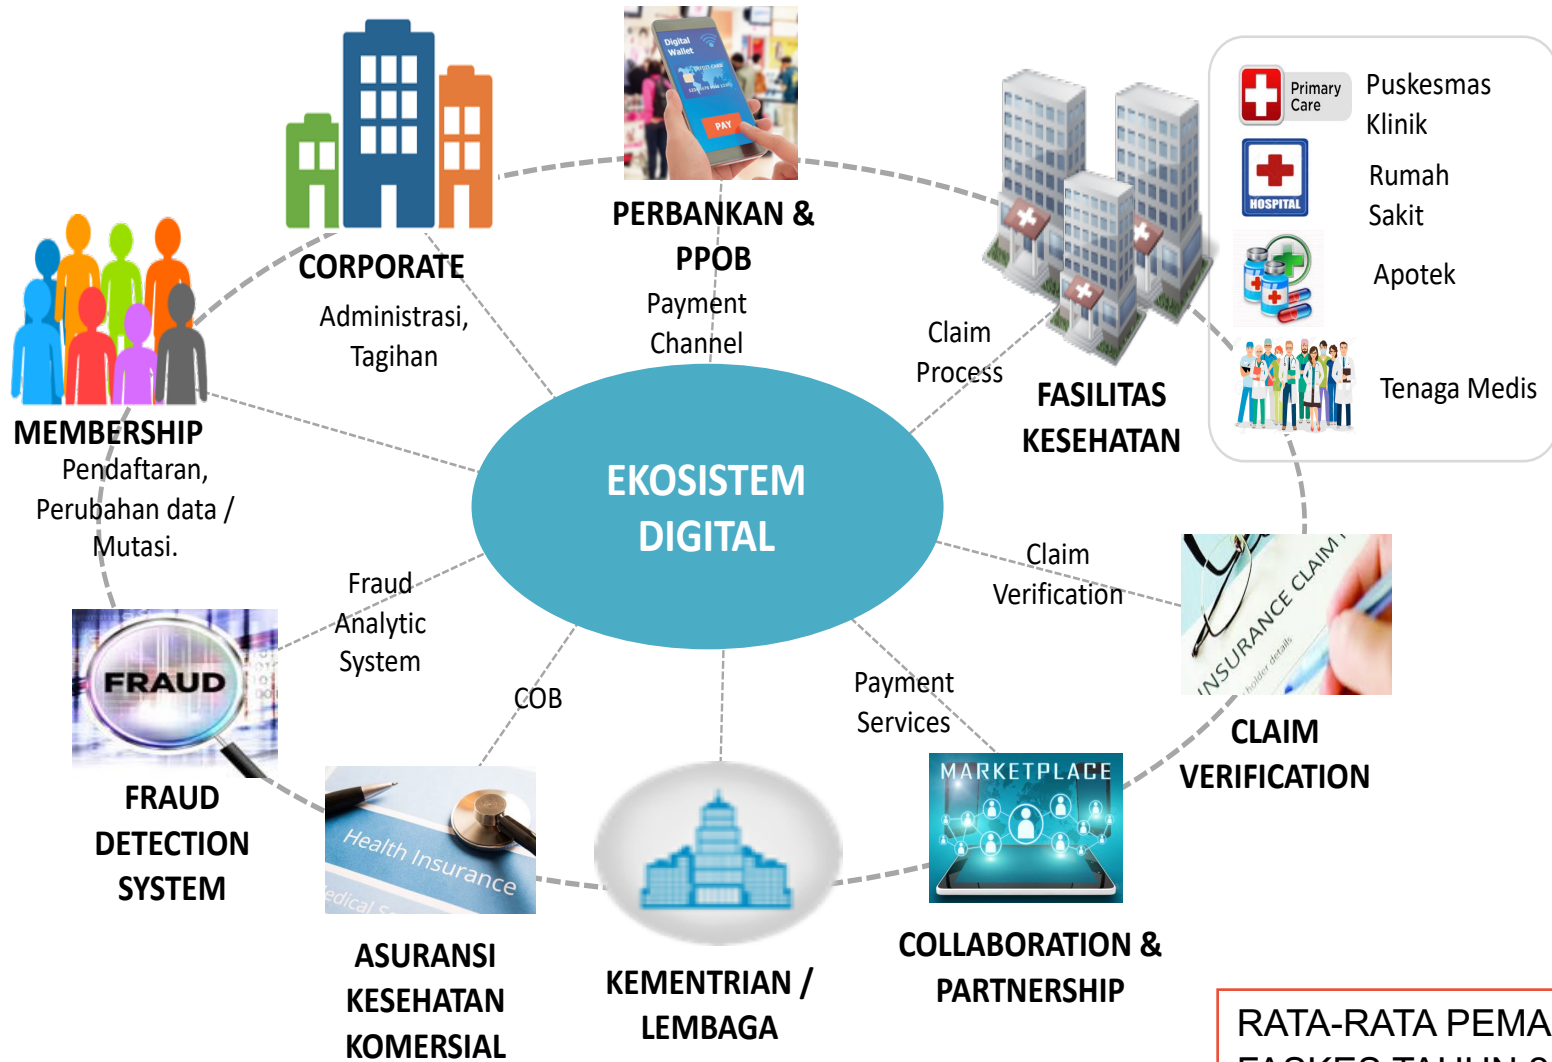 Digital
Wallet
PAY
PERBANKAN &
PPOB
Payment
Channel
CORPORATE
Administrasi,
Tagihan
MEMBERSHIP
Pendaftaran,
Perubahan data /
Mutasi.
Claim
Process
FASILITAS
KESEHATAN
Primary
Care
Puskesmas
Klinik
HOSPITAL
Rumah
Sakit
Apotek
Tenaga Medis
EKOSISTEM
DIGITAL
Claim
Verification
INSURANCE CLAIM
holder details
CLAIM
VERIFICATION
Fraud
Analytic
System
FRAUD
FRAUD
DETECTION
SYSTEM
COB
Health Insurance
ASURANSI
KESEHATAN
KOMERSIAL
KEMENTRIAN /
LEMBAGA
Payment
Services
MARKETPLACE
COLLABORATION &
PARTNERSHIP
RATA-RATA PEMA